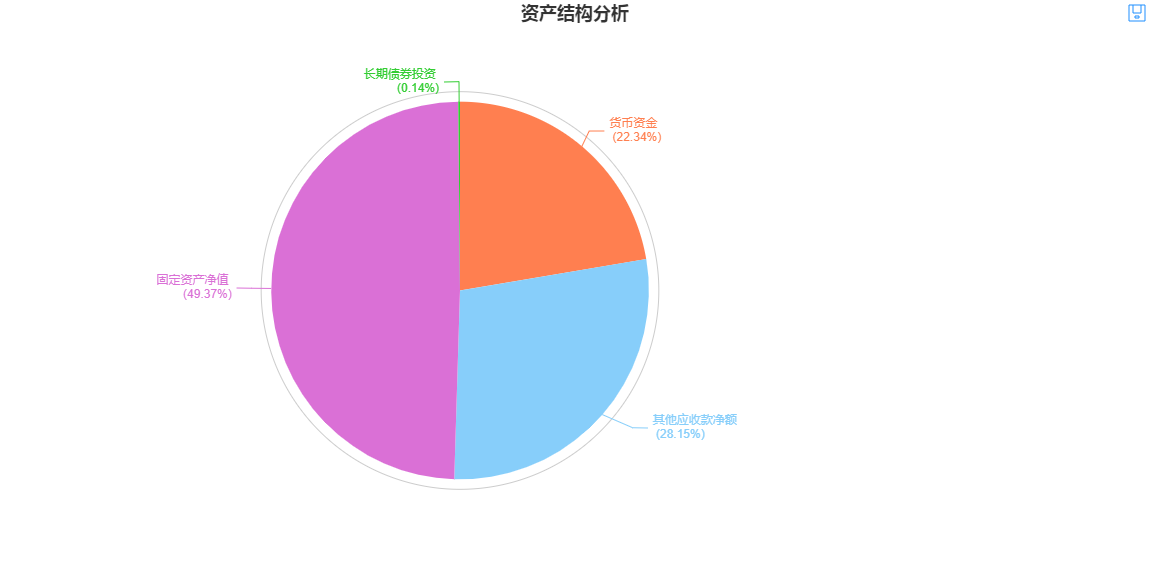 资产结构分析
长期债券投资
(0.14%)
货币资金
(22.34%)
固定资产净值
(49.37%)
其他应收款净额
(28.15%)